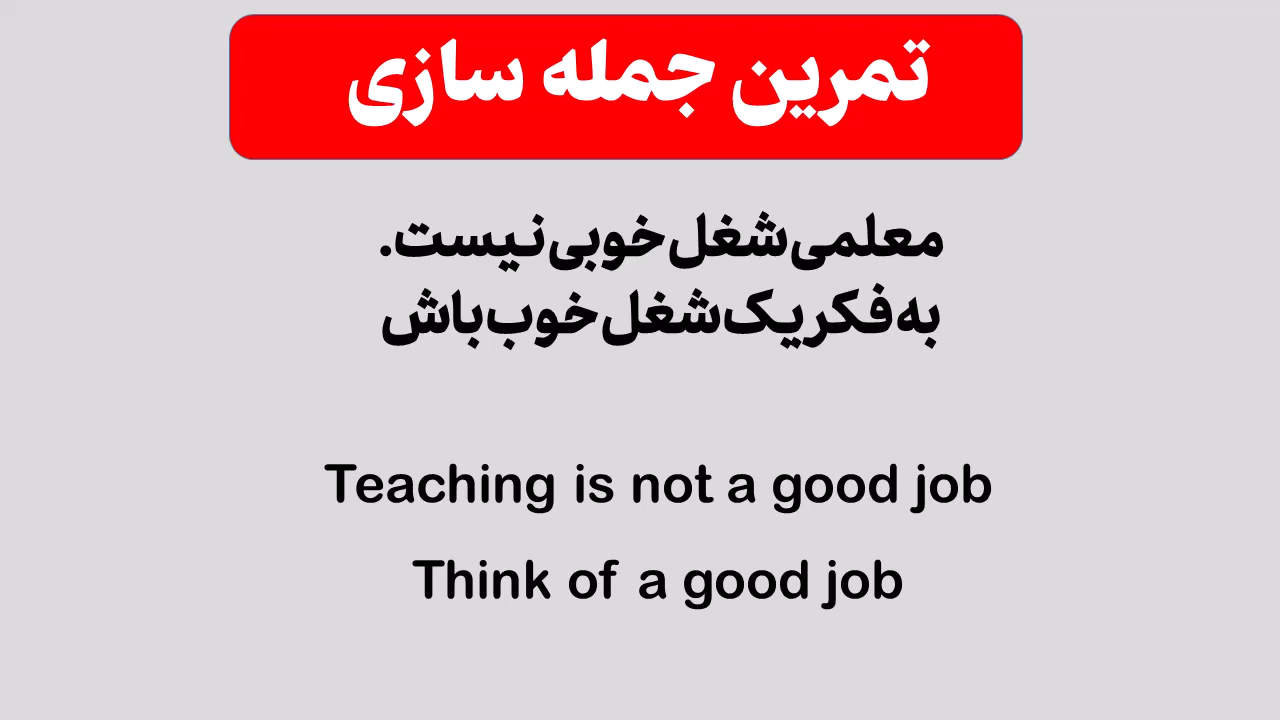 تمرین جمله سازی
معلمی شغل خوبی نیست.
به فکر یک شغل خوب باش
Teaching is not a good job
Think of a good job